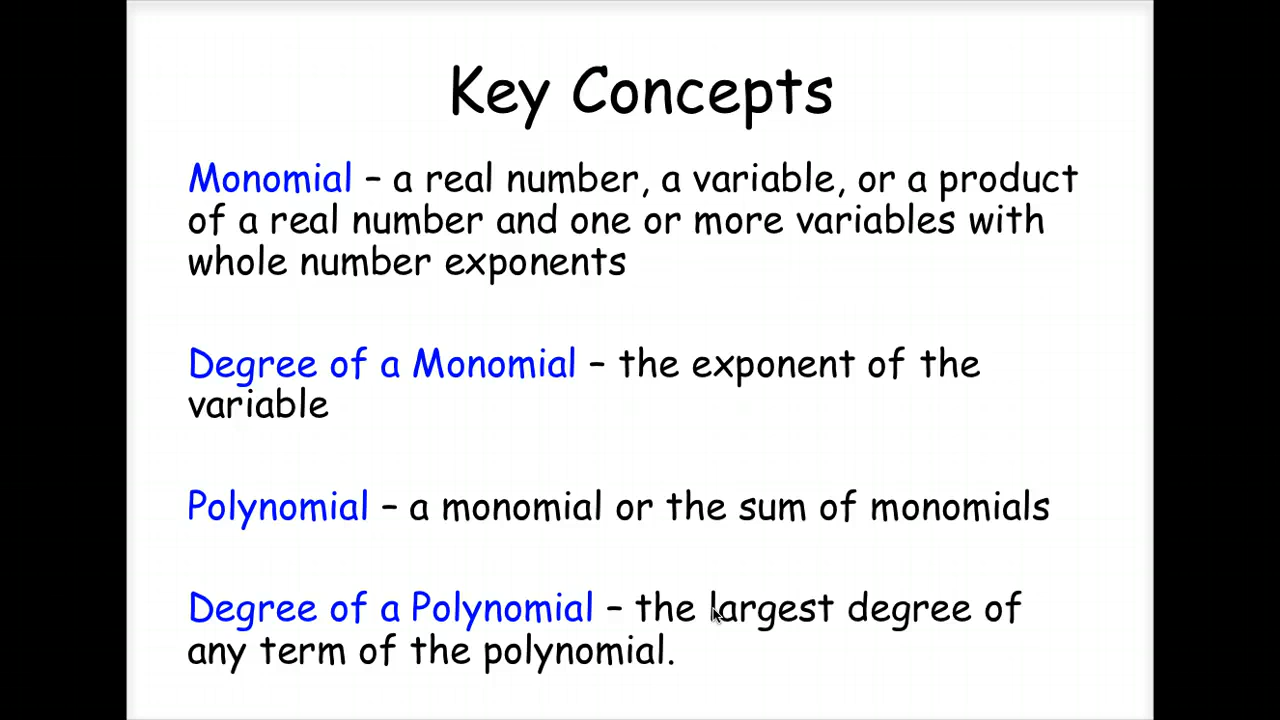 Key Concepts
Monomial – a real number, a variable, or a product
of a real number and one or more variables with
whole number exponents
Degree of a Monomial – the exponent of the
variable
Polynomial – a monomial or the sum of monomials
Degree of a Polynomial – the largest degree of
any term of the polynomial.